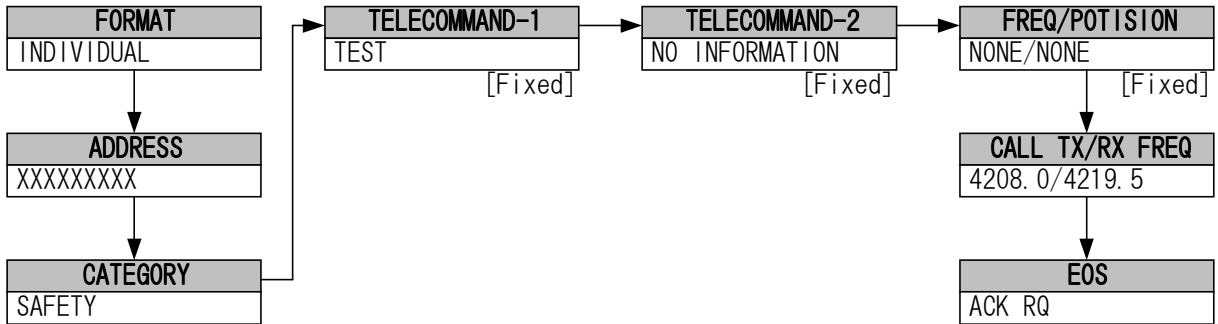 FORMAT
INDIVIDUAL
ADDRESS
XXXXXXXXX
CATEGORY
SAFETY
TELECOMMAND-1
TEST
[Fixed]
TELECOMMAND-2
NO INFORMATION
[Fixed]
FREQ/POTISION
NONE/NONE
[Fixed]
CALL TX/RX FREQ
4208.0/4219.5
EOS
ACK RQ